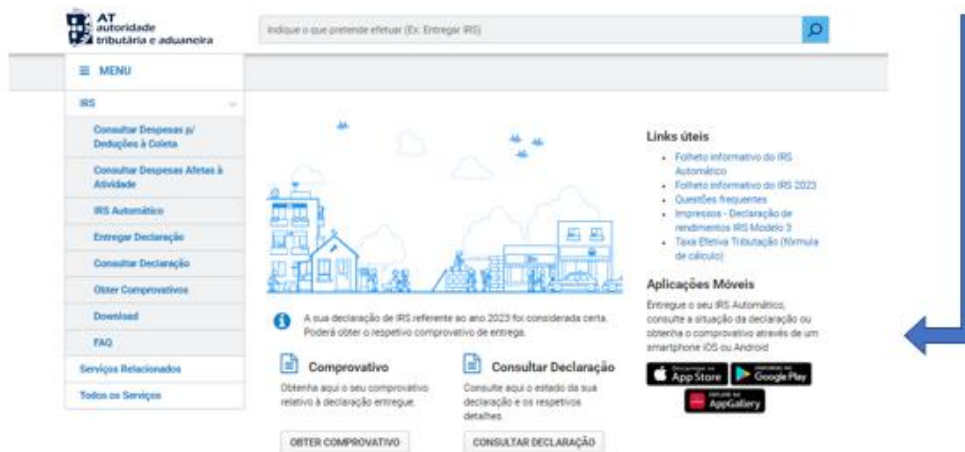 AT
autoridade
tributária e aduaneira
Indique o que pretende efetuar (Ex: Entregar IRS)
≡ MENU
IRS
Consultar Despesas p/
Deduções à Coleta
Consultar Despesas Afetas à
Atividade
IRS Automático
Entregar Declaração
Consultar Declaração
Obter Comprovativos
Download
FAQ
Serviços Relacionados
Todos os Serviços
A sua declaração de IRS referente ao ano 2023 foi considerada certa.
Poderá obter o respetivo comprovativo de entrega.
Comprovativo
Obtenha aqui o seu comprovativo
relativo à declaração entregue.
OBTER COMPROVATIVO
Consultar Declaração
Consulte aqui o estado da sua
declaração e os respetivos
detalhes.
CONSULTAR DECLARAÇÃO
Links úteis
Folheto informativo do IRS
Automático
Folheto informativo do IRS 2023
Questões frequentes
Impressos - Declaração de
rendimentos IRS Modelo 3
Taxa Efetiva Tributação (fórmula
de cálculo)
Aplicações Móveis
Entregue o seu IRS Automático,
consulte a situação da declaração ou
obtenha o comprovativo através de um
smartphone iOS ou Android
App Store
Google Play
AppGallery